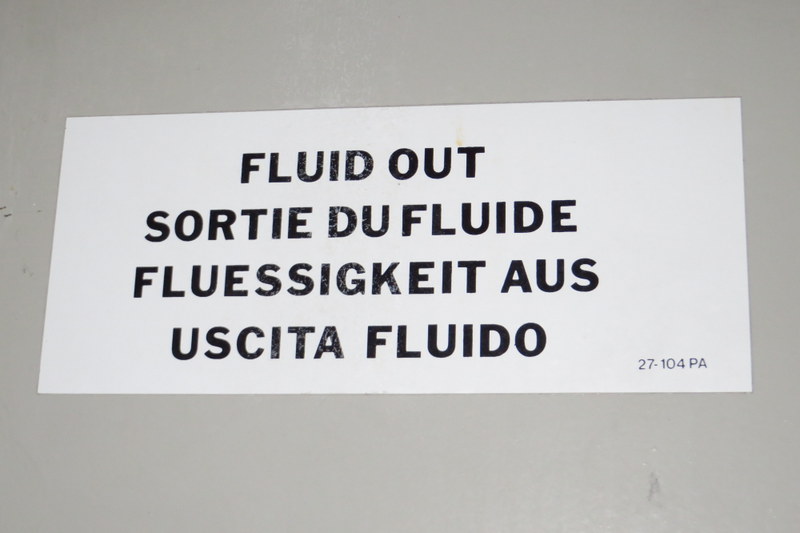 FLUID OUT
SORTIE DU FLUIDE
FLUESSIGKEIT AUS
USCITA FLUIDO
27-104 PA